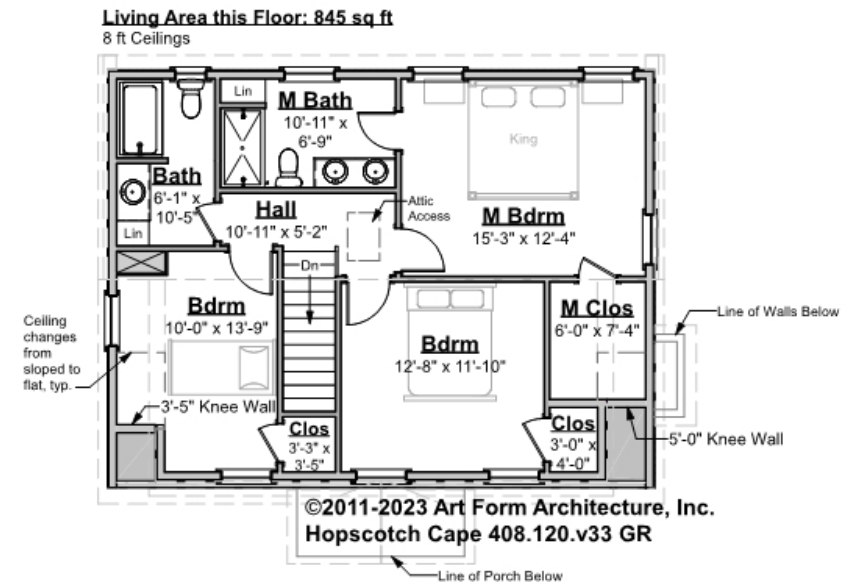 Living Area this Floor: 845 sq ft
8 ft Ceilings
Lin
M Bath
10'-11" x
6'-9"
King
Bath
6'-1" x
10'-5"
Lin
Hall
10'-11" x 5'-2"
Attic
Access
M Bdrm
15'-3" x 12'-4"
Dn
Bdrm
10'-0" x 13'-9"
Bdrm
12'-8" x 11'-10"
M Clos
6'-0" x 7'-4"
Line of Walls Below
Ceiling
changes
from
sloped to
flat, typ.
3'-5" Knee Wall
Clos
3'-3" x
3'-5"
Clos
3'-0" x
4'-0"
5'-0" Knee Wall
©2011-2023 Art Form Architecture, Inc.
Hopscotch Cape 408.120.v33 GR
Line of Porch Below